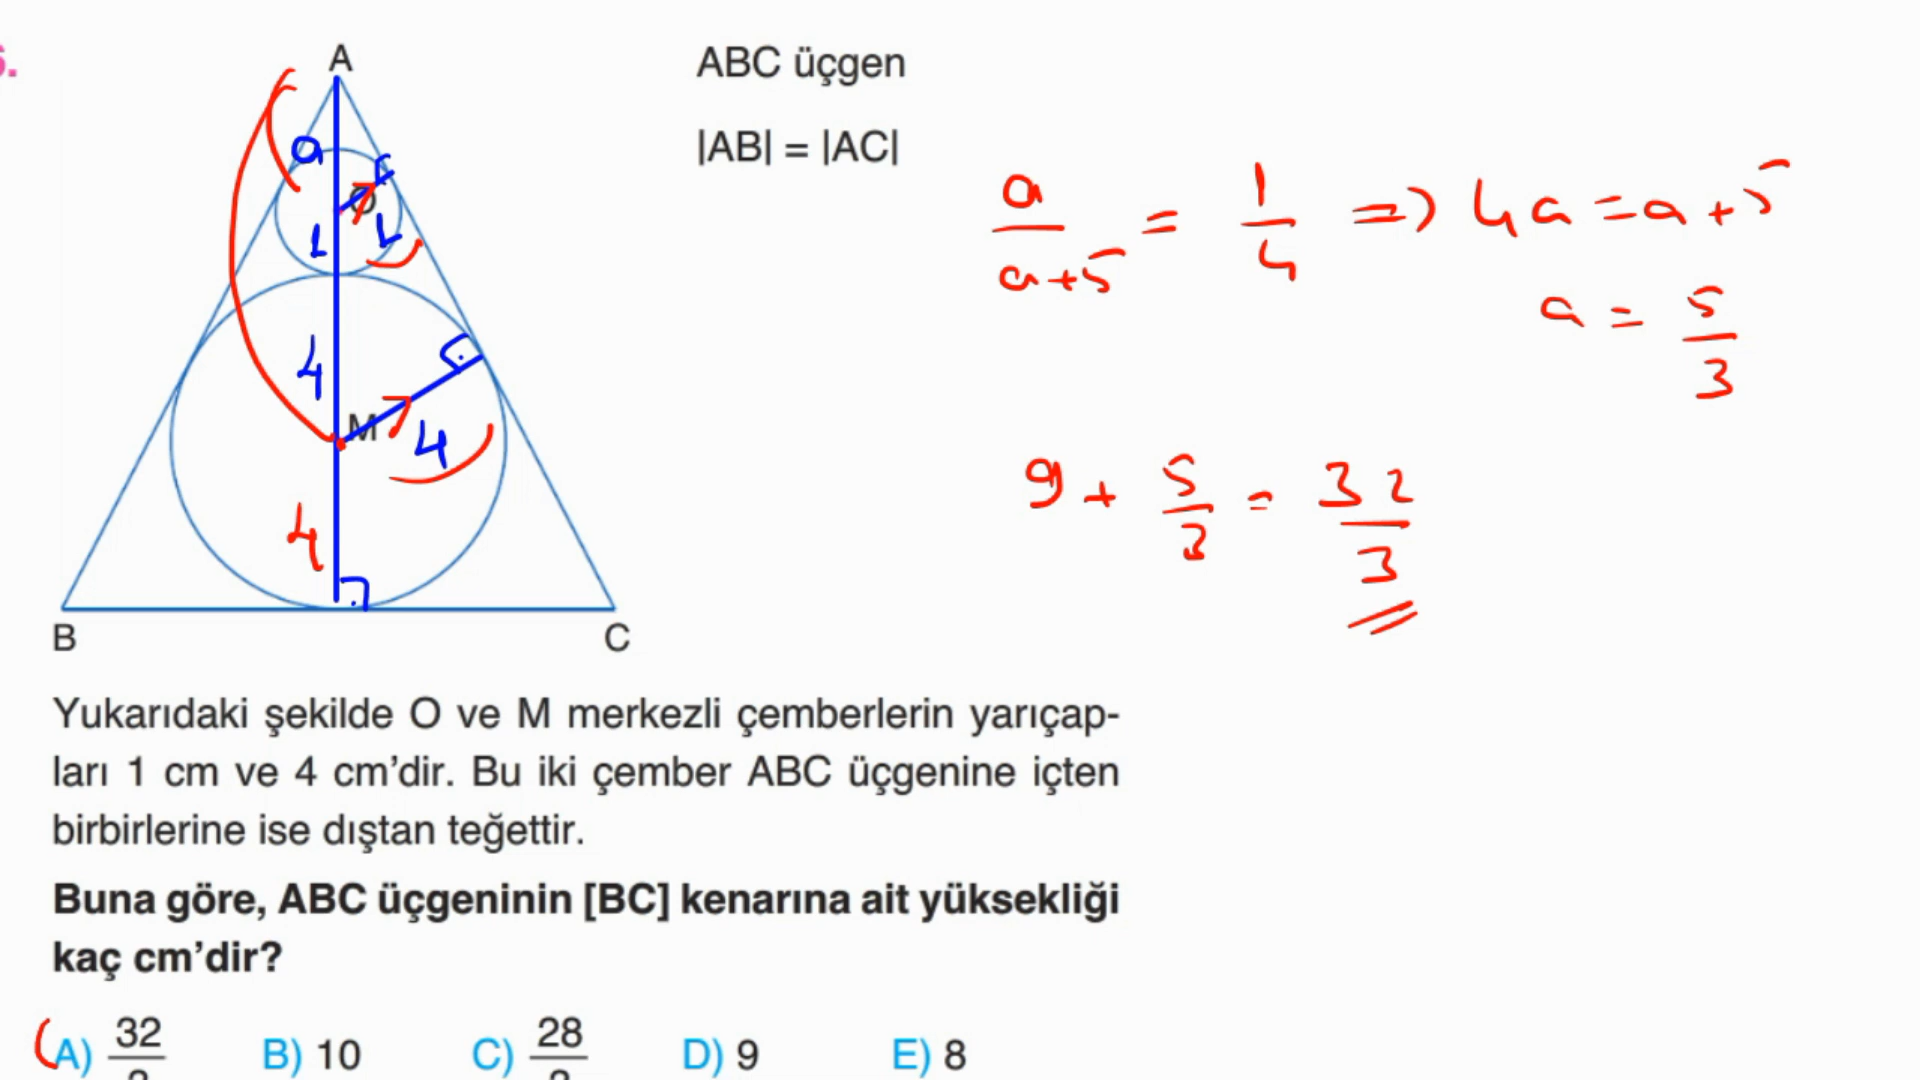 6.
A
ABC üçgen
|AB| = |AC|
a
O
1
1
4
M
4
4
B
C
a/(a+5) = 1/4 => 4a = a+5
a = 5/3
9 + 5/3 = 32/3
Yukarıdaki şekilde O ve M merkezli çemberlerin yarıçap-
ları 1 cm ve 4 cm’dir. Bu iki çember ABC üçgenine içten
birbirlerine ise dıştan teğettir.
Buna göre, ABC üçgeninin [BC] kenarına ait yüksekliği
kaç cm’dir?
A) 32 B) 10 C) 28 D) 9 E) 8